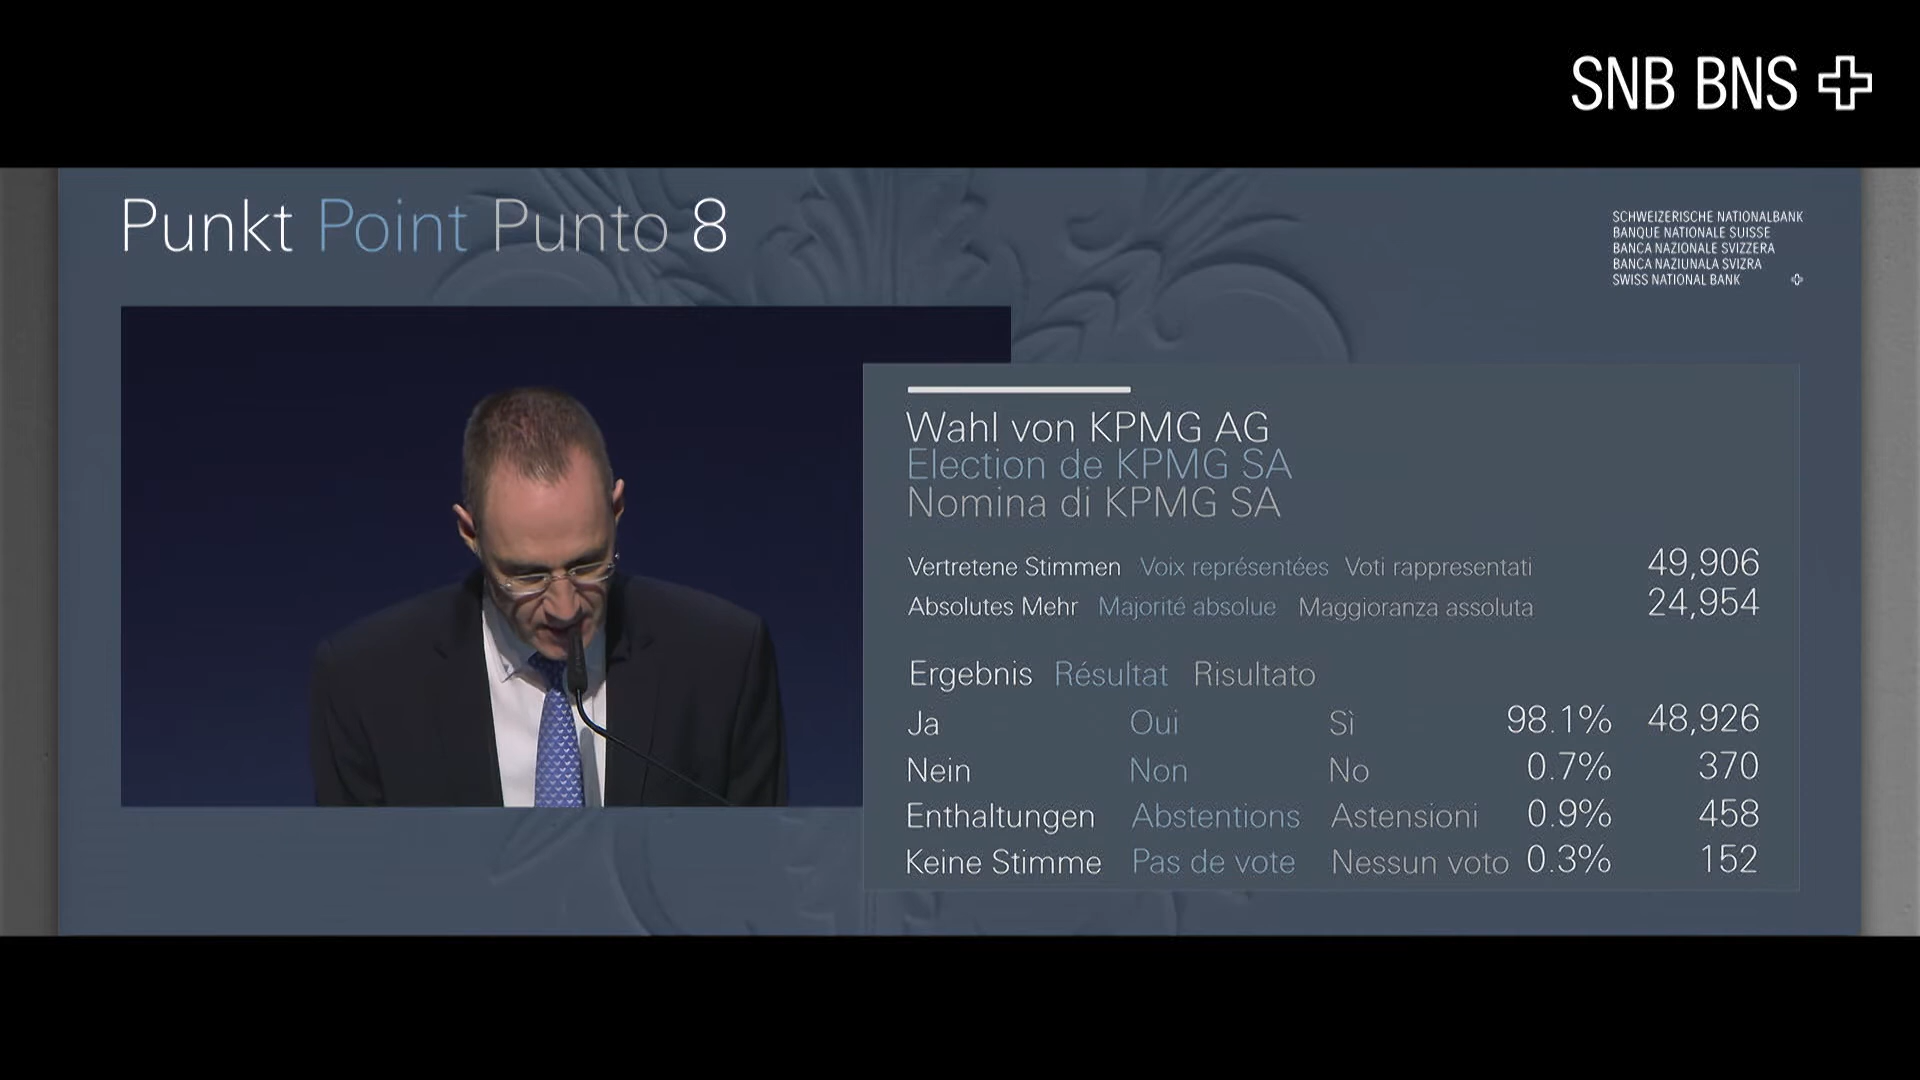 SNB BNS
Punkt Point Punto 8
SCHWEIZERISCHE NATIONALBANK
BANQUE NATIONALE SUISSE
BANCA NAZIONALE SVIZZERA
BANCA NAZIUNALA SVIZRA
SWISS NATIONAL BANK
Wahl von KPMG AG
Election de KPMG SA
Nomina di KPMG SA
Vertretene Stimmen Voix représentées Voti rappresentati 49,906
Absolutes Mehr Majorité absolue Maggioranza assoluta 24,954
Ergebnis Résultat Risultato
Ja Oui Sì 98.1% 48,926
Nein Non No 0.7% 370
Enthaltungen Abstentions Astensioni 0.9% 458
Keine Stimme Pas de vote Nessun voto 0.3% 152